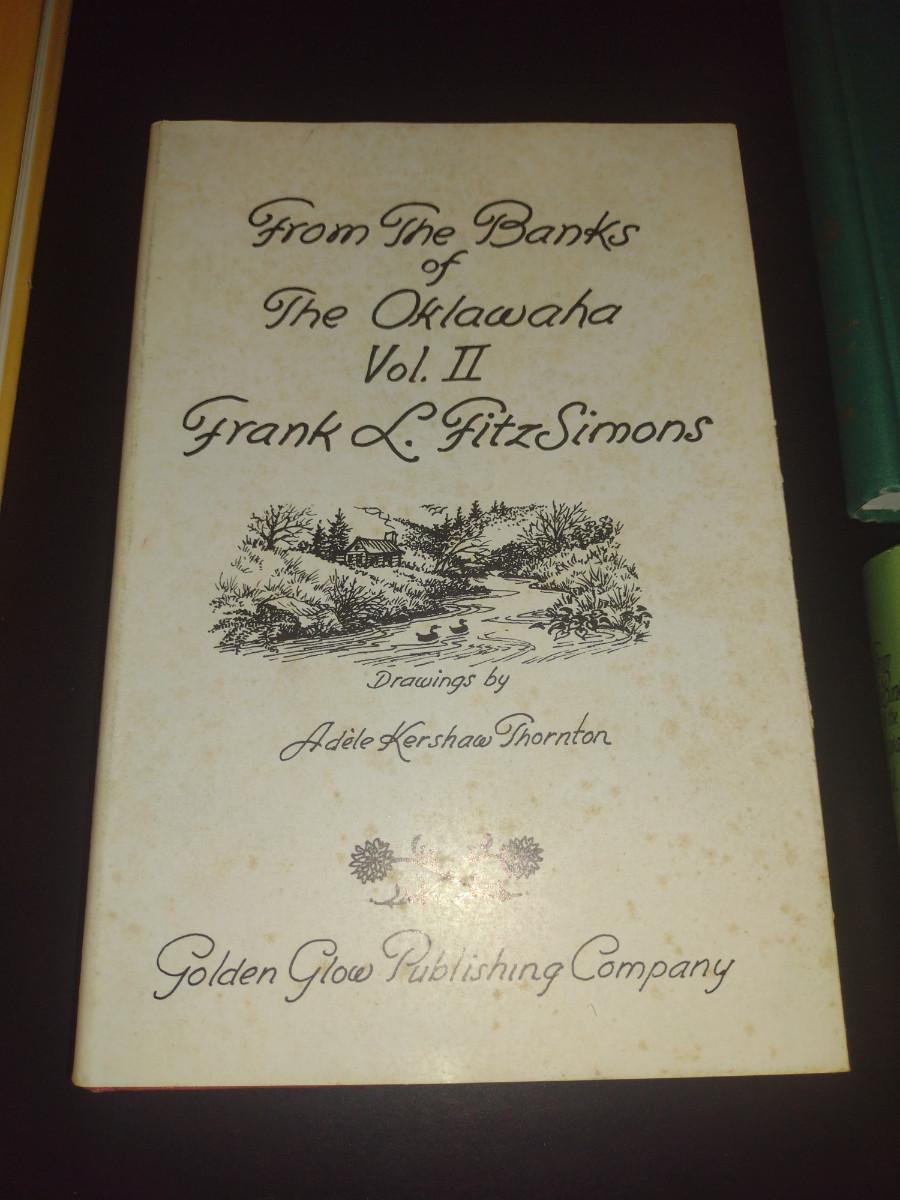 From The Banks
of
The Oklawaha
Vol. II
Frank L. FitzSimons
Drawings by
Adèle Kershaw Thornton
Golden Glow Publishing Company